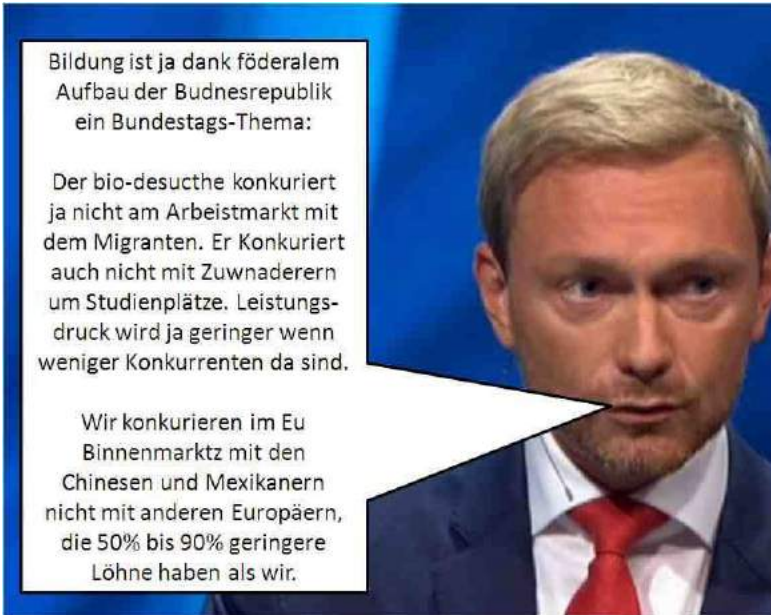 Bildung ist ja dank föderalem
Aufbau der Budnesrepublik
ein Bundestags-Thema:
Der bio-desucthe konkuriert
ja nicht am Arbeistmarkt mit
dem Migranten. Er Konkuriert
auch nicht mit Zuwnaderern
um Studienplätze. Leistungs-
druck wird ja geringer wenn
weniger Konkurrenten da sind.
Wir konkurieren im Eu
Binnenmarktz mit den
Chinesen und Mexikanern
nicht mit anderen Europäern,
die 50% bis 90% geringere
Löhne haben als wir.